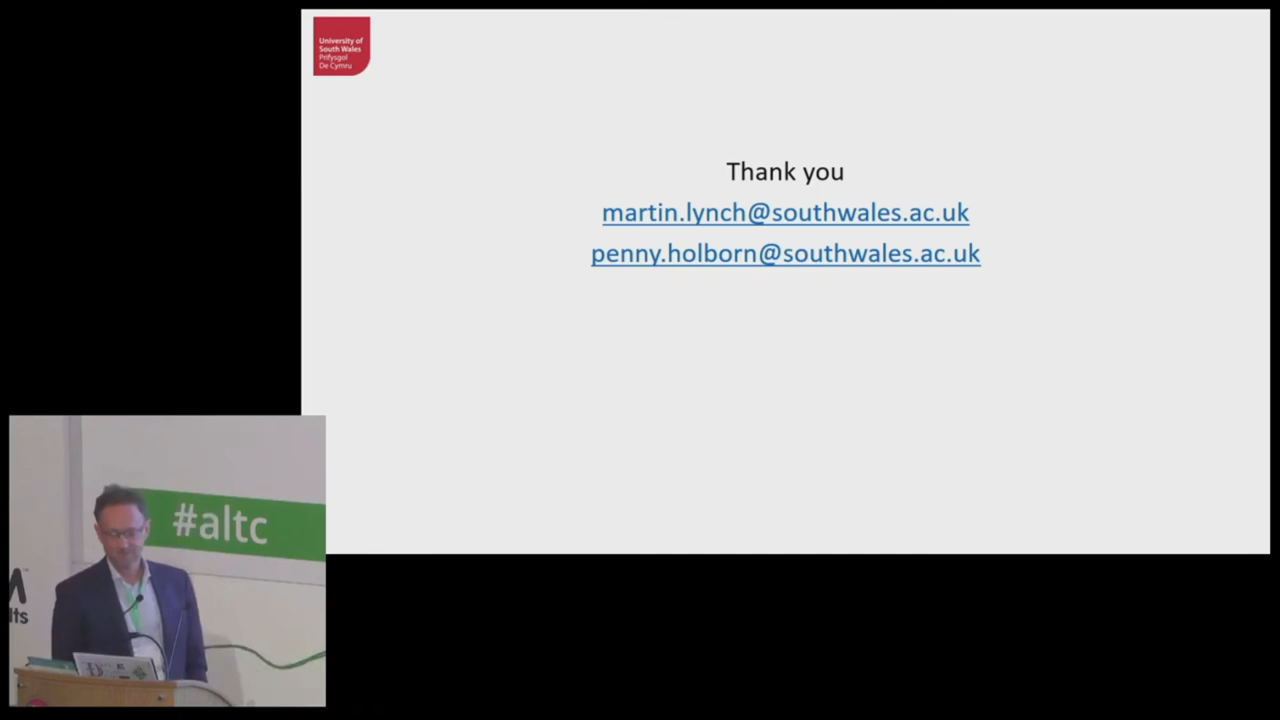 University of
South Wales
Prifysgol
De Cymru
Thank you
martin.lynch@southwales.ac.uk
penny.holborn@southwales.ac.uk
#altc
lts